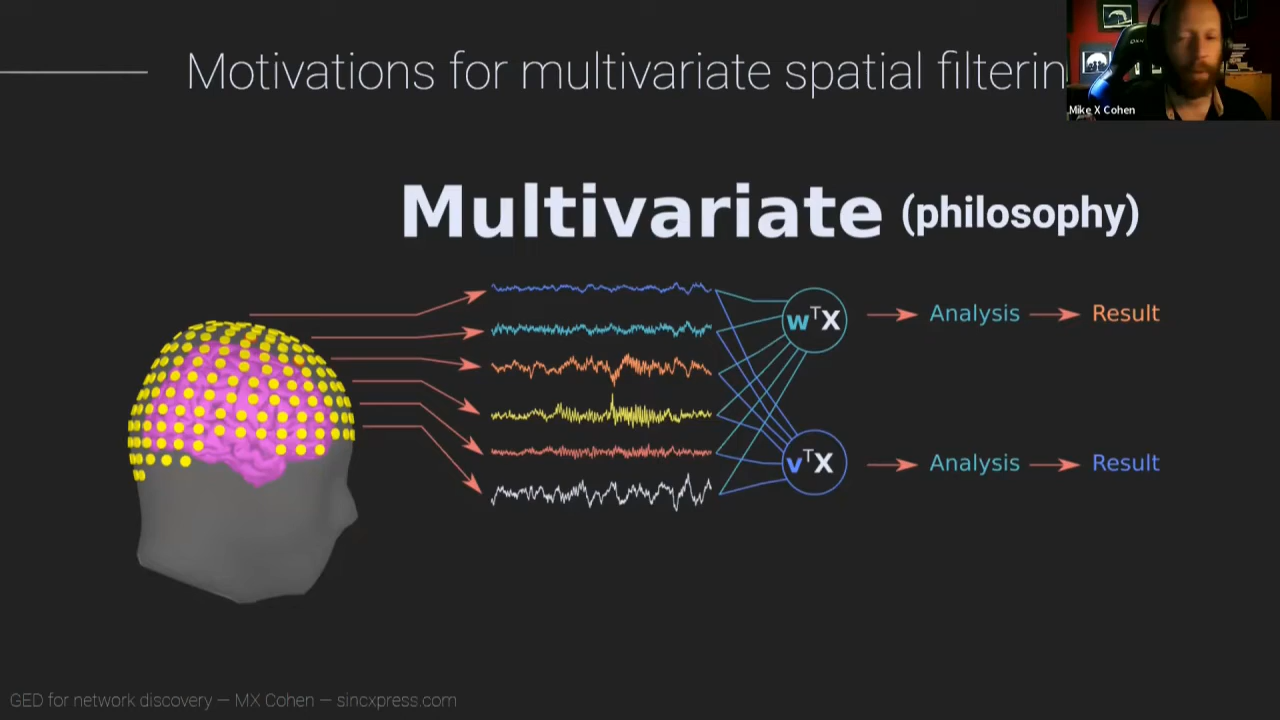 Motivations for multivariate spatial filterin
Mike X Cohen
Multivariate (philosophy)
wᵀX
Analysis
Result
vᵀX
Analysis
Result
GED for network discovery — MX Cohen — sincxpress.com